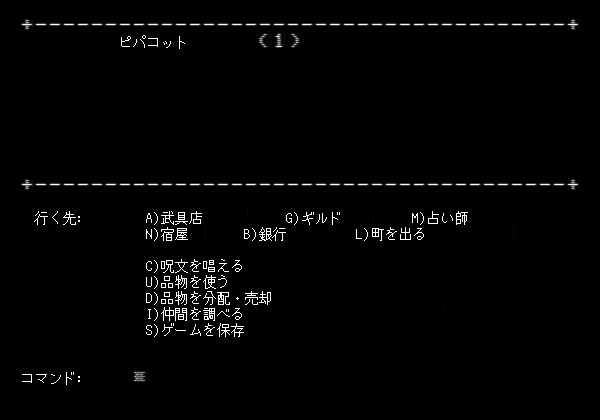 ピパコット (1)
行く先: A)武具店 G)ギルド M)占い師
N)宿屋 B)銀行 L)町を出る
C)呪文を唱える
U)品物を使う
D)品物を分配・売却
I)仲間を調べる
S)ゲームを保存
コマンド: